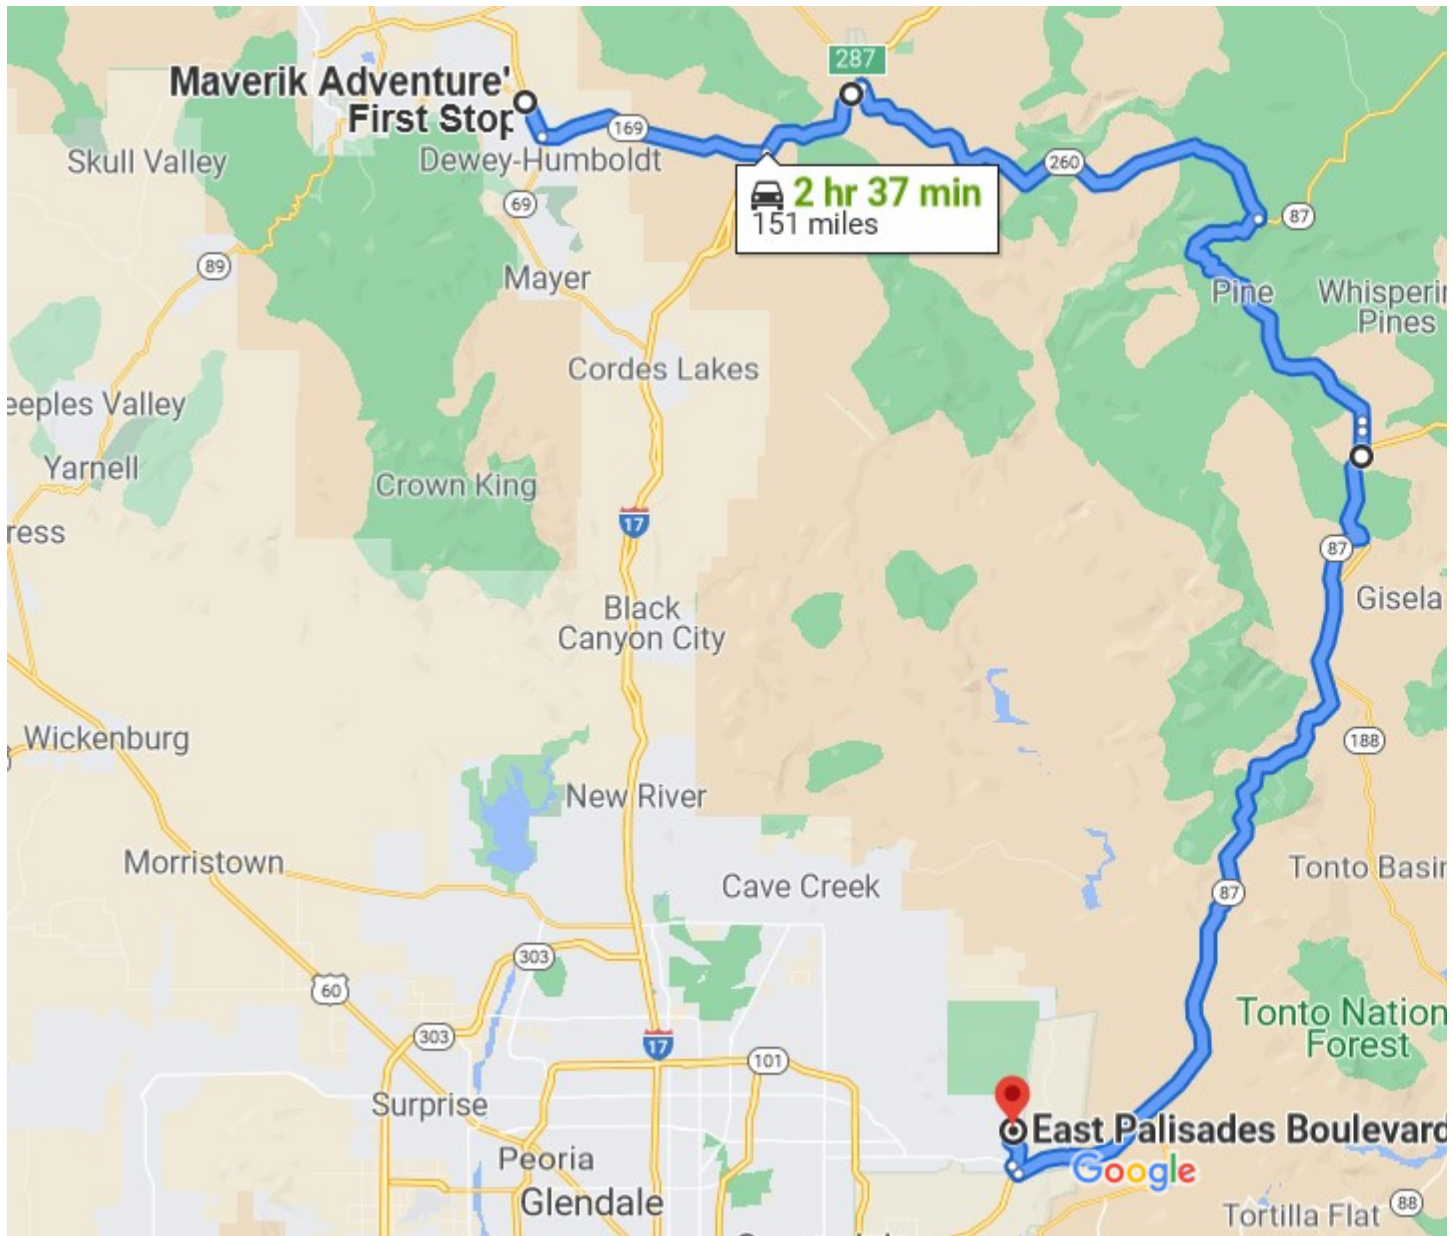 287
Maverik Adventure'
First Stop
169
Skull Valley
Dewey-Humboldt
260
69
2 hr 37 min
151 miles
87
89
Mayer
Pine
Whisperin
Pines
Cordes Lakes
eeples Valley
Yarnell
Crown King
17
ress
87
Gisela
Black
Canyon City
Wickenburg
188
New River
Morristown
Cave Creek
Tonto Basin
87
303
60
Tonto Nation
Forest
303
17
101
Surprise
East Palisades Boulevard
Peoria
Google
Glendale
Tortilla Flat
88